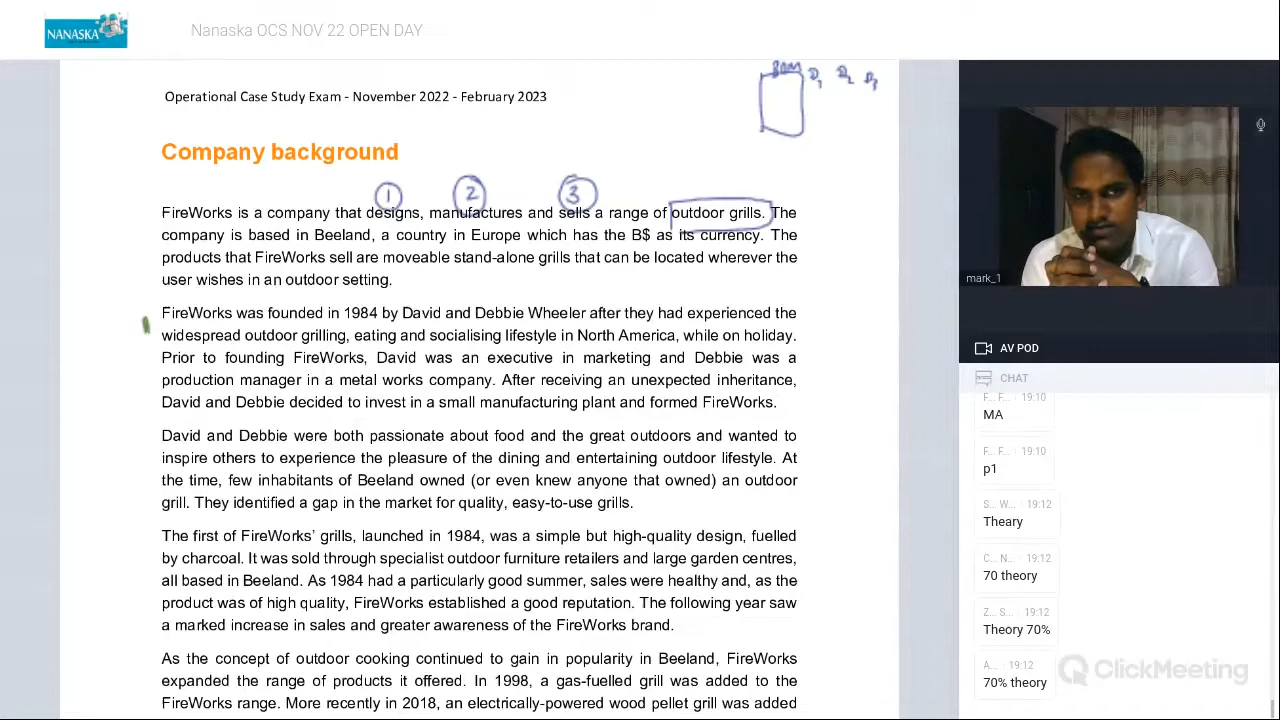 NANASKA
Nanaska OCS NOV 22 OPEN DAY
Operational Case Study Exam - November 2022 - February 2023
Company background
1 2 3
FireWorks is a company that designs, manufactures and sells a range of outdoor grills. The
company is based in Beeland, a country in Europe which has the B$ as its currency. The
products that FireWorks sell are moveable stand-alone grills that can be located wherever the
user wishes in an outdoor setting.
FireWorks was founded in 1984 by David and Debbie Wheeler after they had experienced the
widespread outdoor grilling, eating and socialising lifestyle in North America, while on holiday.
Prior to founding FireWorks, David was an executive in marketing and Debbie was a
production manager in a metal works company. After receiving an unexpected inheritance,
David and Debbie decided to invest in a small manufacturing plant and formed FireWorks.
David and Debbie were both passionate about food and the great outdoors and wanted to
inspire others to experience the pleasure of the dining and entertaining outdoor lifestyle. At
the time, few inhabitants of Beeland owned (or even knew anyone that owned) an outdoor
grill. They identified a gap in the market for quality, easy-to-use grills.
The first of FireWorks' grills, launched in 1984, was a simple but high-quality design, fuelled
by charcoal. It was sold through specialist outdoor furniture retailers and large garden centres,
all based in Beeland. As 1984 had a particularly good summer, sales were healthy and, as the
product was of high quality, FireWorks established a good reputation. The following year saw
a marked increase in sales and greater awareness of the FireWorks brand.
As the concept of outdoor cooking continued to gain in popularity in Beeland, FireWorks
expanded the range of products it offered. In 1998, a gas-fuelled grill was added to the
FireWorks range. More recently in 2018, an electrically-powered wood pellet grill was added
mark_1
AV POD
CHAT
F... F... 19:10
MA
F... F... 19:10
p1
S... W... 19:12
Theary
C... N... 19:12
70 theory
Z... S... 19:12
Theory 70%
A... 19:12
70% theory
ClickMeeting